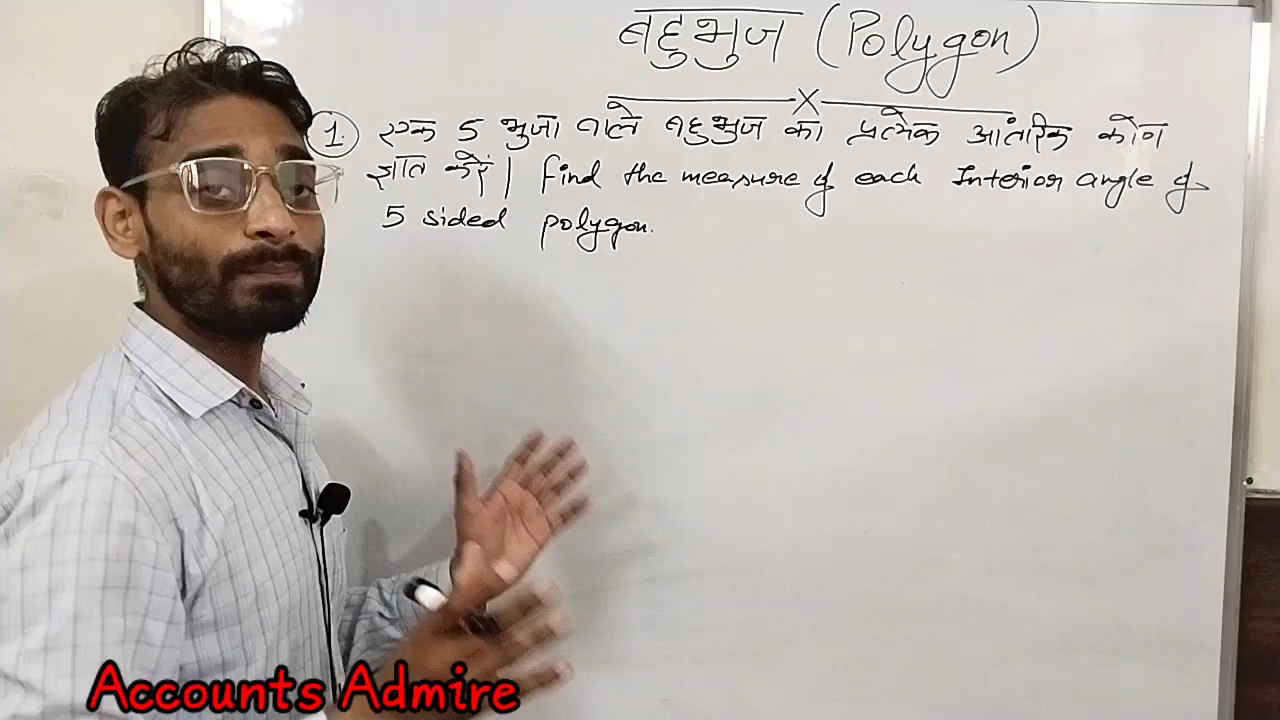 बहुभुज (Polygon)
X
1. एक 5 भुजा वाले बहुभुज का प्रत्येक आंतरिक कोण
ज्ञात करें | Find the measure of each Interior angle of
5 sided polygon.
Accounts Admire